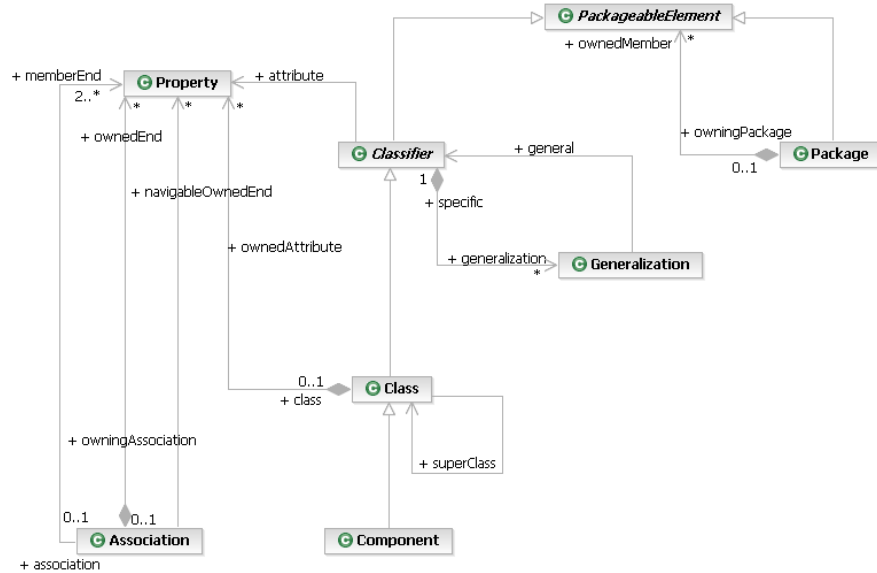 PackageableElement
+ ownedMember
*
+ memberEnd
Property
+ attribute
2..*
*
*
*
+ ownedEnd
+ owningPackage
Classifier
+ general
0..1
Package
1
+ navigableOwnedEnd
+ specific
+ ownedAttribute
+ generalization
Generalization
*
0..1
Class
+ class
+ owningAssociation
+ superClass
0..1
0..1
Association
Component
+ association